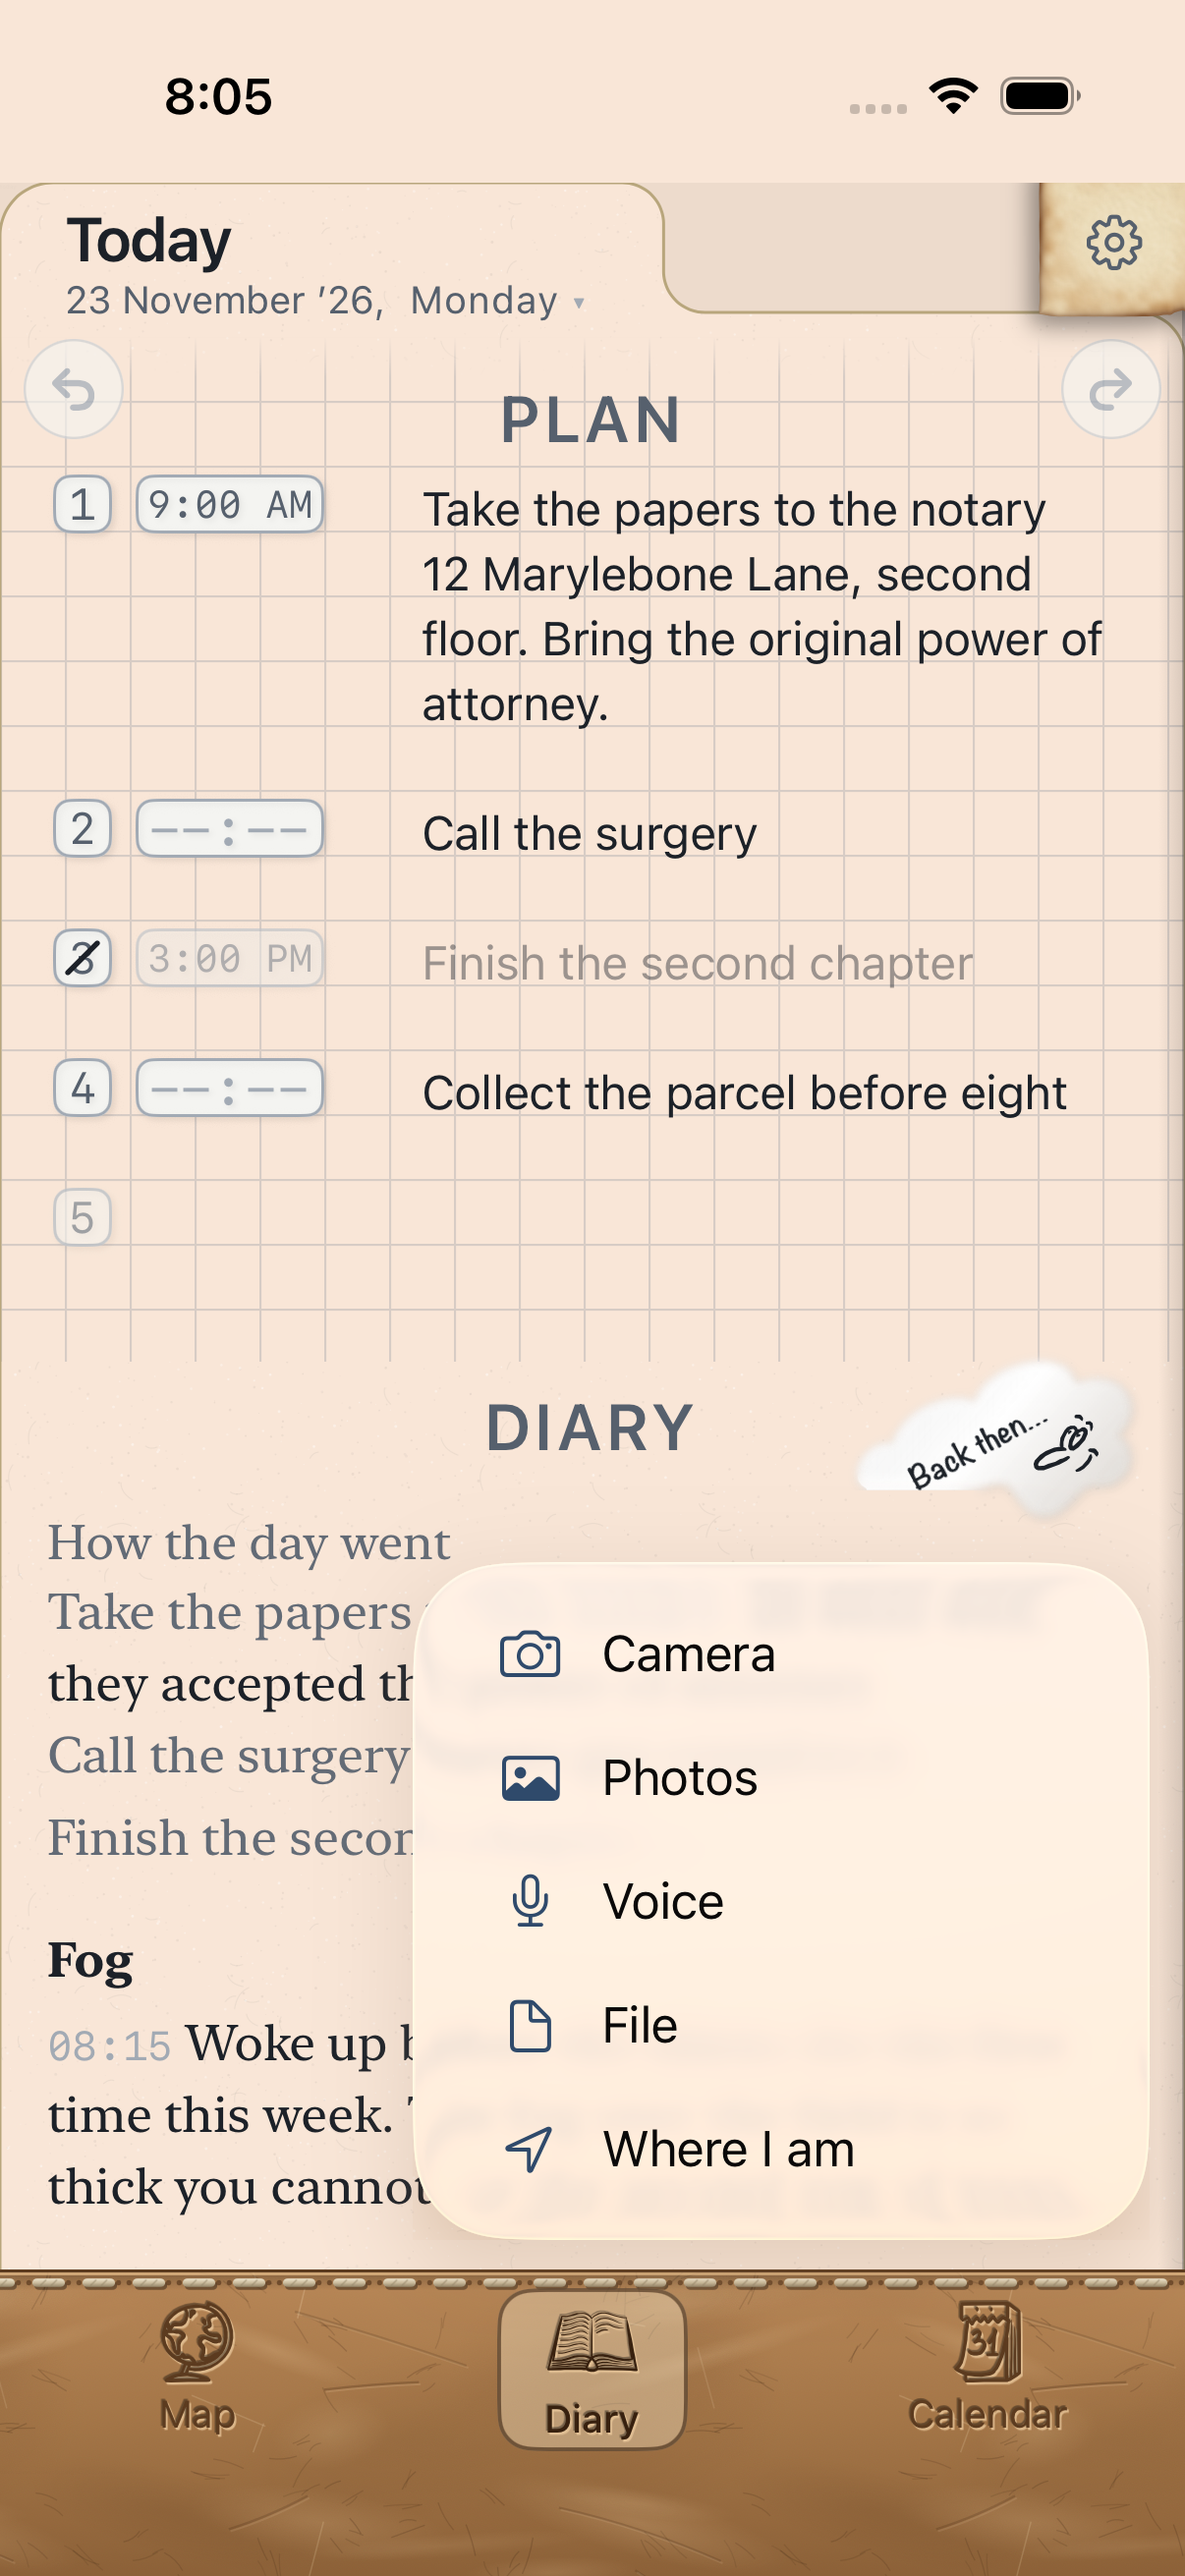 8:05
Today
23 November ’26, Monday
PLAN
1 9:00 AM Take the papers to the notary
12 Marylebone Lane, second
floor. Bring the original power of
attorney.
2 --:-- Call the surgery
3 3:00 PM Finish the second chapter
4 --:-- Collect the parcel before eight
5
DIARY
Back then...
How the day went
Take the papers
they accepted
Call the surgery
Finish the
Fog
08:15 Woke up
time this week.
thick you cannot
Camera
Photos
Voice
File
Where I am
Map
Diary
31
Calendar